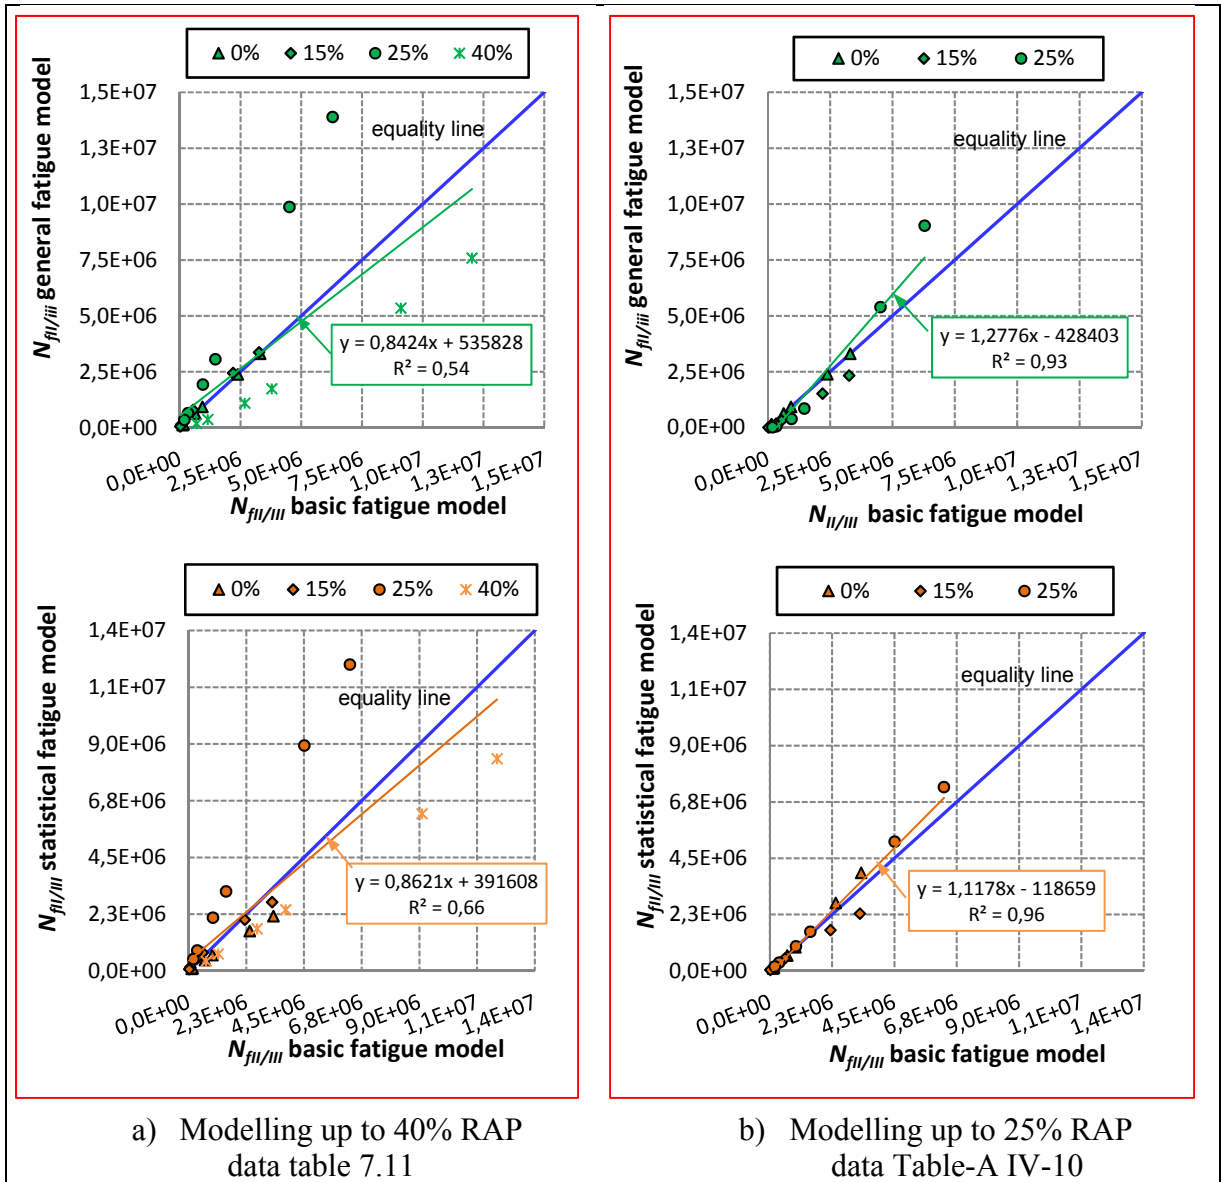 0% 15% 25% 40%
N_fII/iii general fatigue model
1,5E+07
1,3E+07
1,0E+07
7,5E+06
5,0E+06
2,5E+06
0,0E+00
equality line
y = 0,8424x + 535828
R² = 0,54
0,0E+00 2,5E+06 5,0E+06 7,5E+06 1,0E+07 1,3E+07 1,5E+07
N_fII/III basic fatigue model
0% 15% 25%
N_fII/iii general fatigue model
1,5E+07
1,3E+07
1,0E+07
7,5E+06
5,0E+06
2,5E+06
0,0E+00
equality line
y = 1,2776x - 428403
R² = 0,93
0,0E+00 2,5E+06 5,0E+06 7,5E+06 1,0E+07 1,3E+07 1,5E+07
N_II/III basic fatigue model
0% 15% 25% 40%
N_fII/III statistical fatigue model
1,4E+07
1,1E+07
9,0E+06
6,8E+06
4,5E+06
2,3E+06
0,0E+00
equality line
y = 0,8621x + 391608
R² = 0,66
0,0E+00 2,3E+06 4,5E+06 6,8E+06 9,0E+06 1,1E+07 1,4E+07
N_fII/III basic fatigue model
0% 15% 25%
N_fII/III statistical fatigue model
1,4E+07
1,1E+07
9,0E+06
6,8E+06
4,5E+06
2,3E+06
0,0E+00
equality line
y = 1,1178x - 118659
R² = 0,96
0,0E+00 2,3E+06 4,5E+06 6,8E+06 9,0E+06 1,1E+07 1,4E+07
N_fII/III basic fatigue model
a) Modelling up to 40% RAP
data table 7.11
b) Modelling up to 25% RAP
data Table-A IV-10